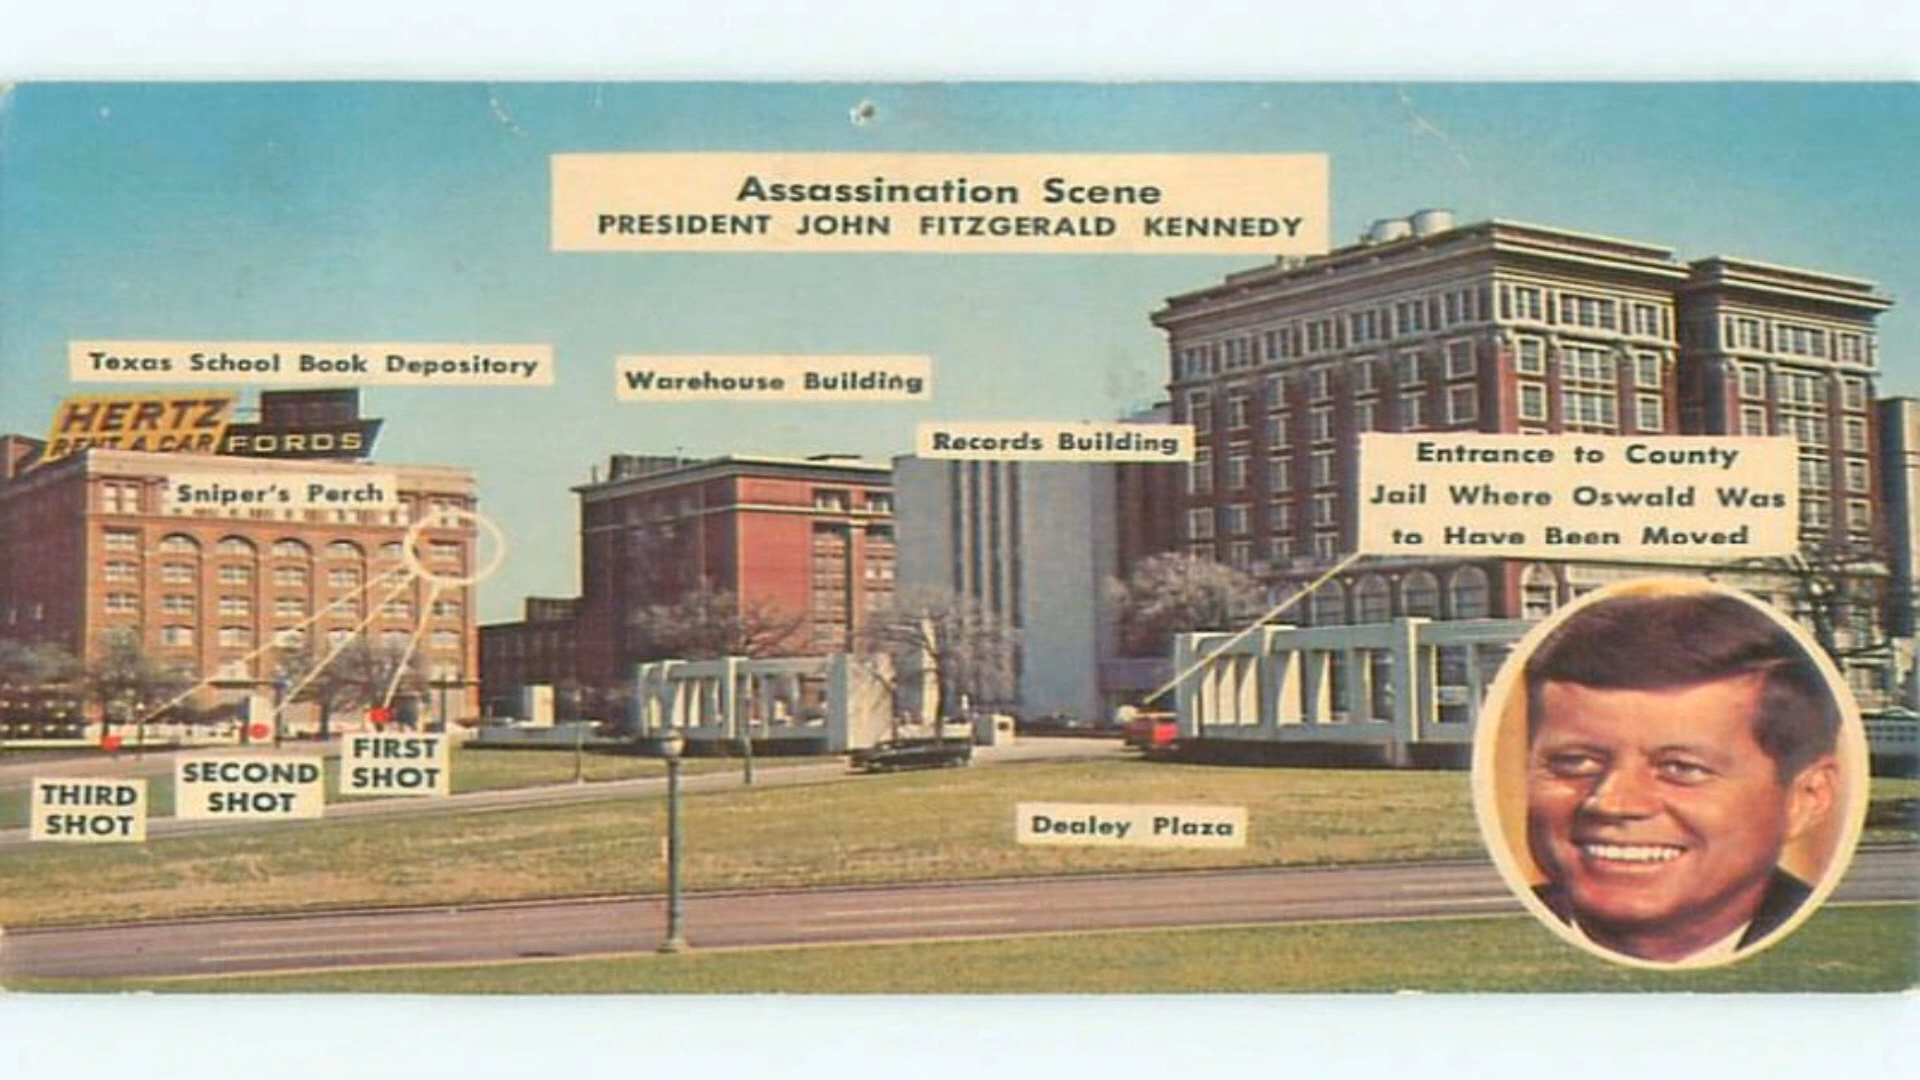 Assassination Scene
PRESIDENT JOHN FITZGERALD KENNEDY
Texas School Book Depository
Warehouse Building
HERTZ
RENT A CAR
FORDS
Records Building
Entrance to County
Jail Where Oswald Was
to Have Been Moved
Sniper's Perch
FIRST
SHOT
SECOND
SHOT
THIRD
SHOT
Dealey Plaza